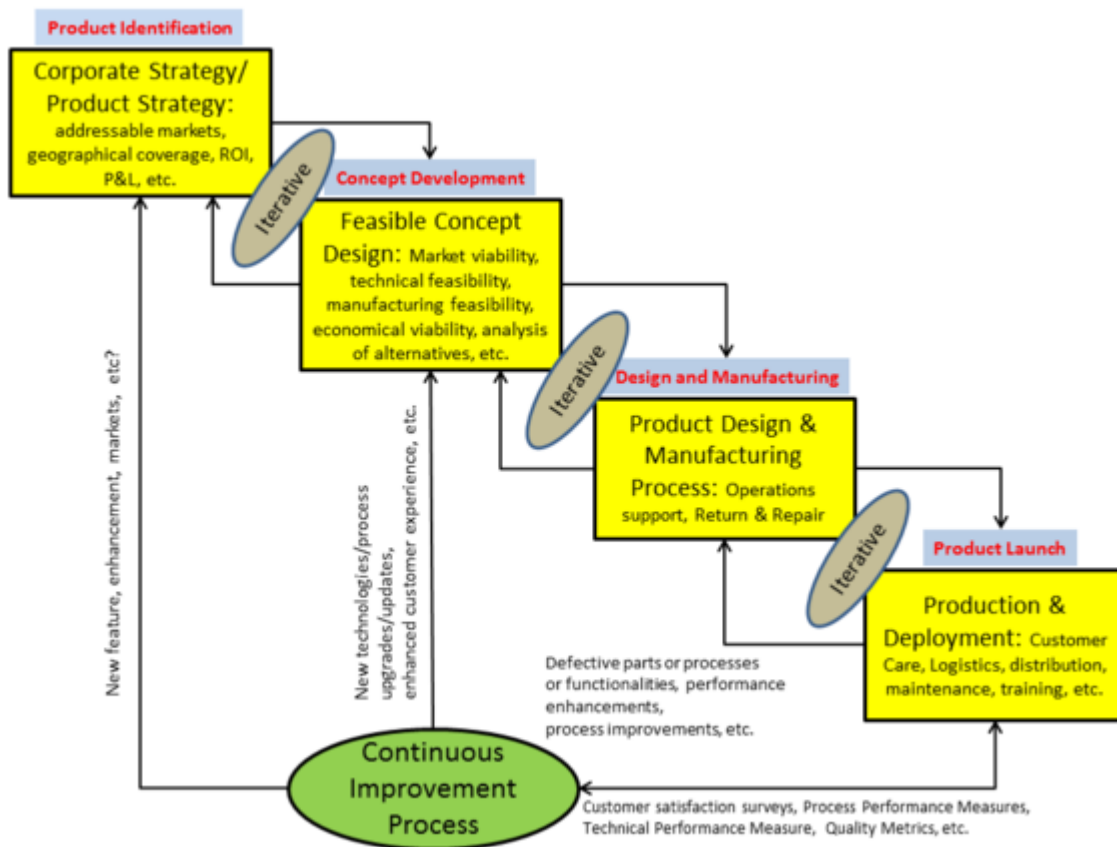 Product Identification
Corporate Strategy/
Product Strategy:
addressable markets,
geographical coverage, ROI,
P&L, etc.
Iterative
Concept Development
Feasible Concept
Design: Market viability,
technical feasibility,
manufacturing feasibility,
economical viability, analysis
of alternatives, etc.
Iterative
Design and Manufacturing
Product Design &
Manufacturing
Process: Operations
support, Return & Repair
Iterative
Product Launch
Production &
Deployment: Customer
Care, Logistics, distribution,
maintenance, training, etc.
New feature, enhancement, markets, etc?
New technologies/process
upgrades/updates,
enhanced customer experience, etc.
Defective parts or processes
or functionalities, performance
enhancements,
process improvements, etc.
Continuous
Improvement
Process
Customer satisfaction surveys, Process Performance Measures,
Technical Performance Measure, Quality Metrics, etc.